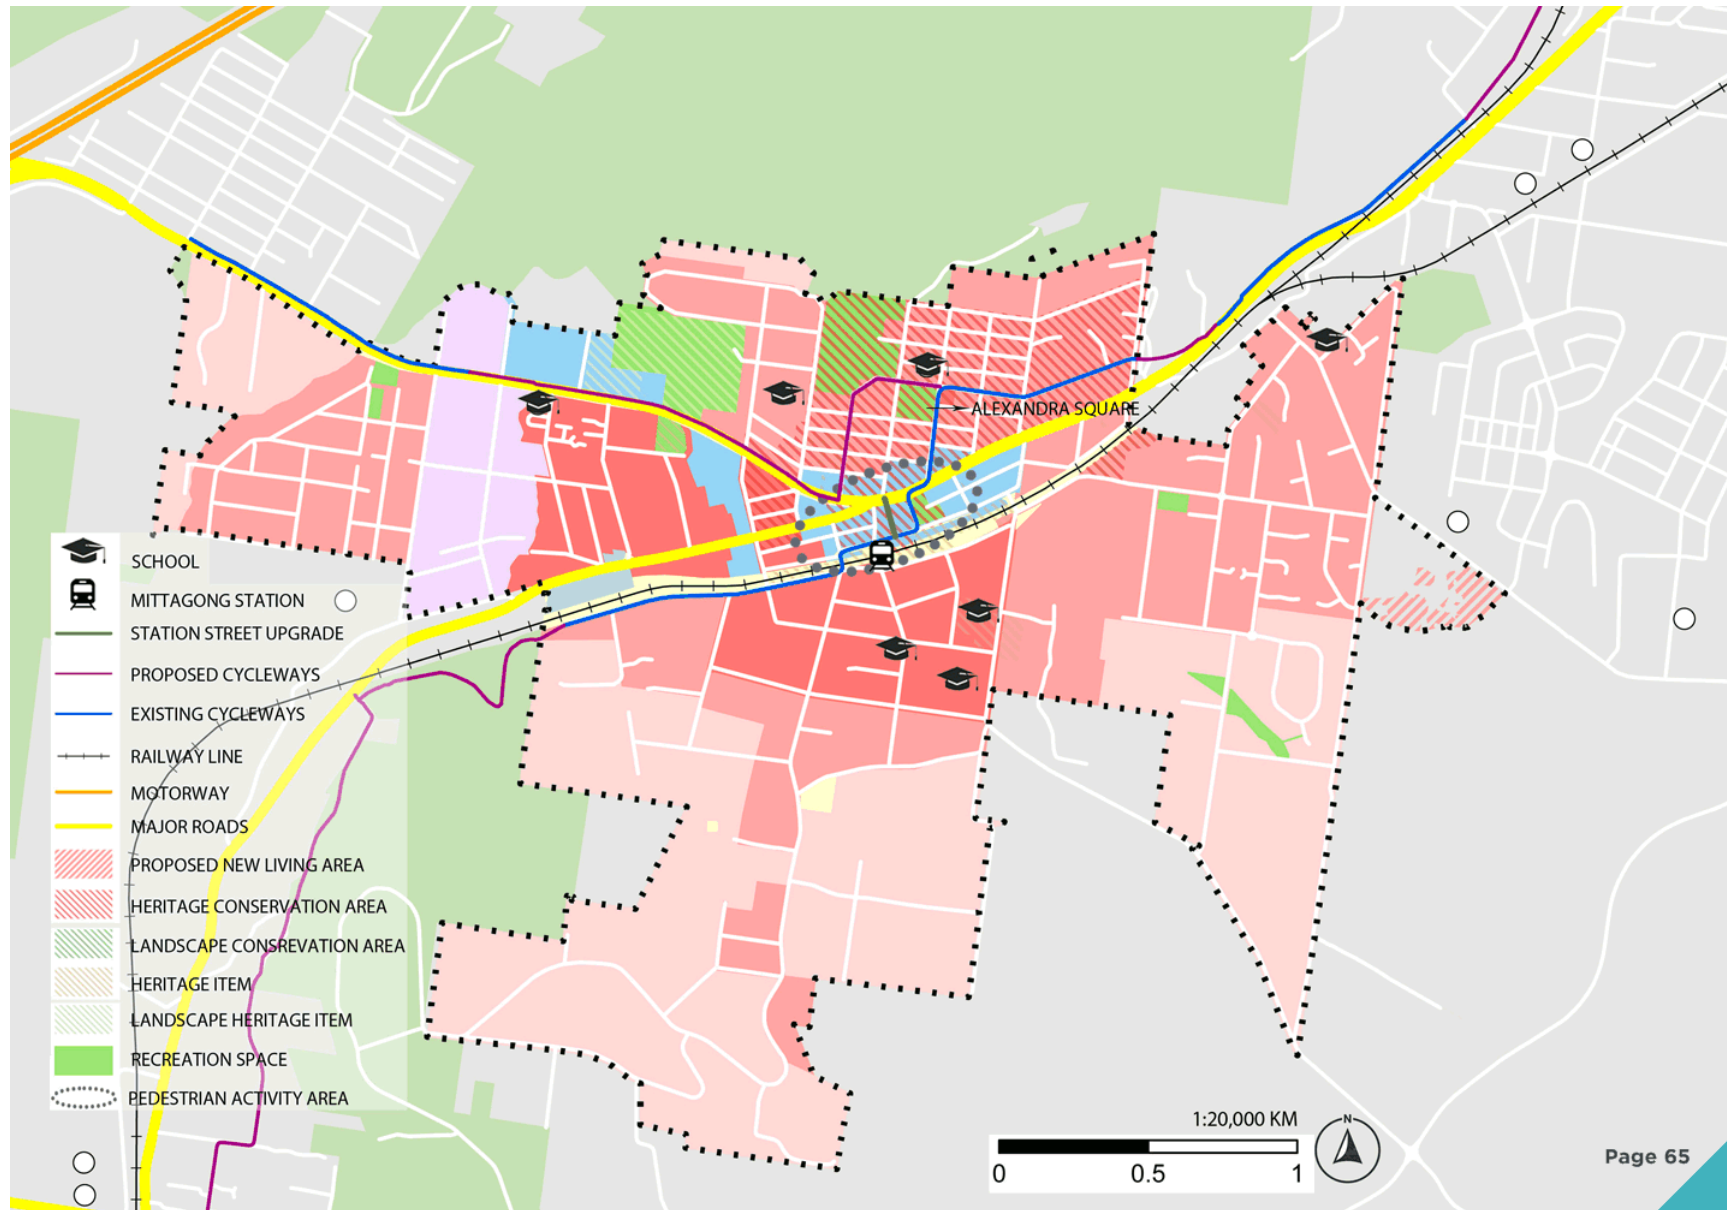 ALEXANDRA SQUARE
SCHOOL
MITTAGONG STATION
STATION STREET UPGRADE
PROPOSED CYCLEWAYS
EXISTING CYCLEWAYS
RAILWAY LINE
MOTORWAY
MAJOR ROADS
PROPOSED NEW LIVING AREA
HERITAGE CONSERVATION AREA
LANDSCAPE CONSREVATION AREA
HERITAGE ITEM
LANDSCAPE HERITAGE ITEM
RECREATION SPACE
PEDESTRIAN ACTIVITY AREA
1:20,000 KM
0 0.5 1
N
Page 65